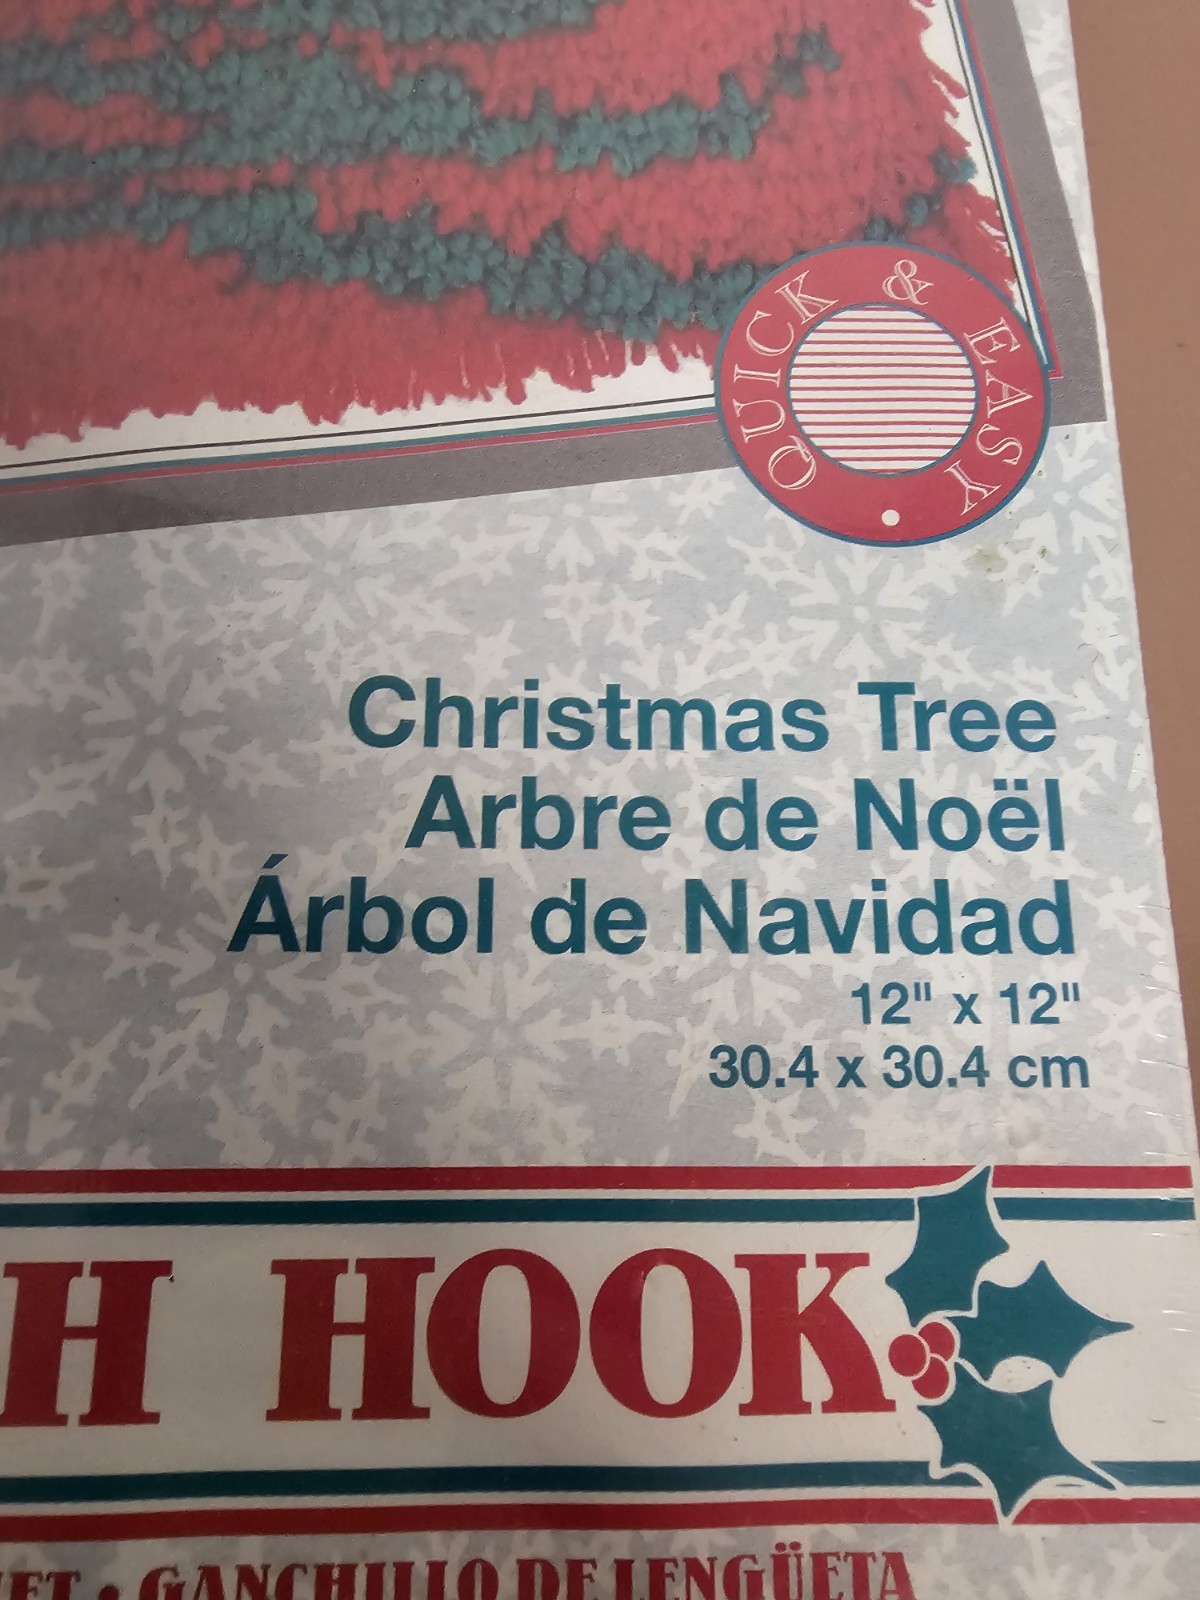 QUICK & EASY
Christmas Tree
Arbre de Noël
Árbol de Navidad
12" x 12"
30.4 x 30.4 cm
H HOOK
ET • GANCHILLO DE LENGÜETA